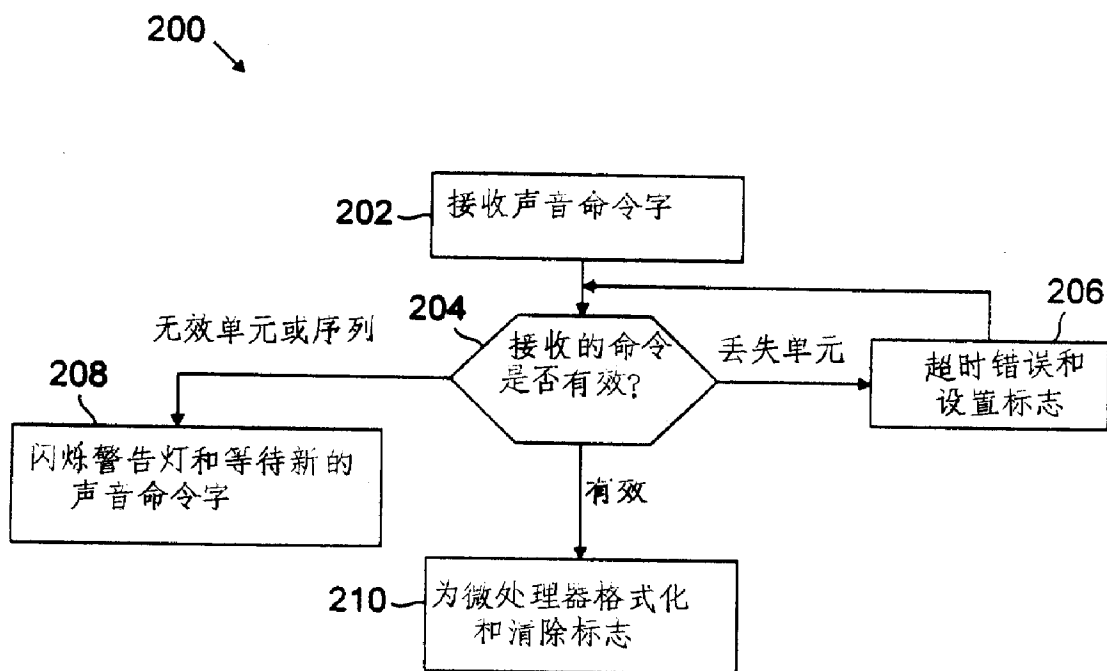 200
202
接收声音命令字
206
204
无效单元或序列
接收的命令
是否有效?
丢失单元
超时错误和
设置标志
208
闪烁警告灯和等待新的
声音命令字
有效
210
为微处理器格式化
和清除标志